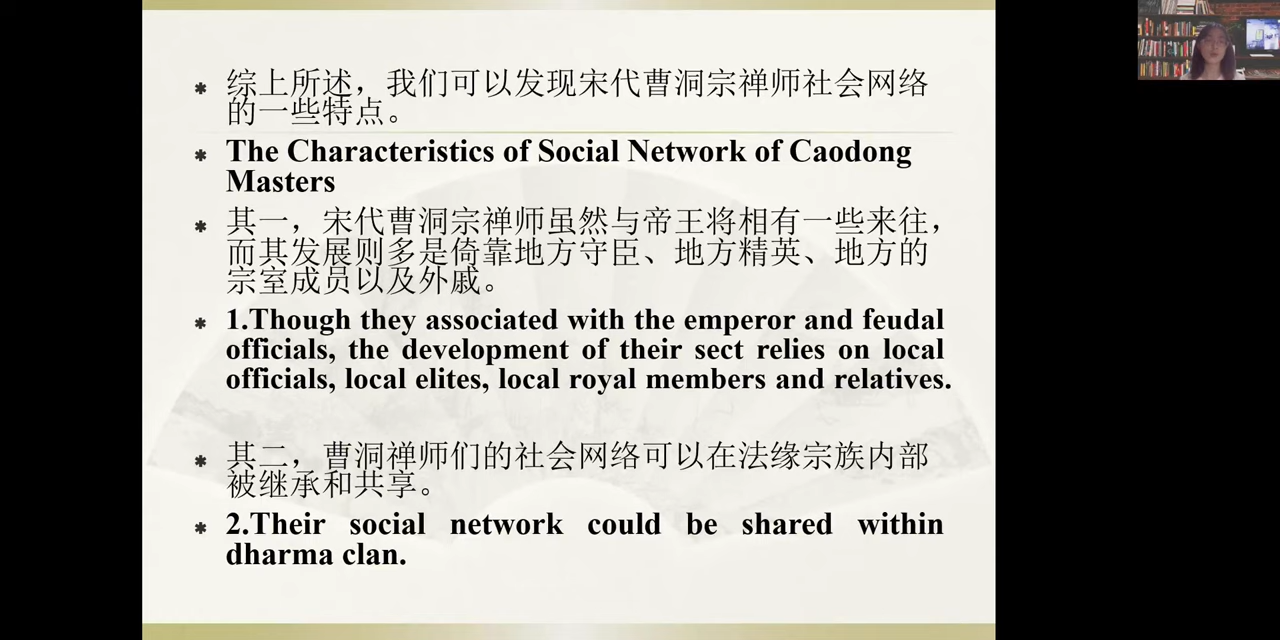 综上所述，我们可以发现宋代曹洞宗禅师社会网络
的一些特点。
The Characteristics of Social Network of Caodong
Masters
其一，宋代曹洞宗禅师虽然与帝王将相有一些来往，
而其发展则多是倚靠地方守臣、地方精英、地方的
宗室成员以及外戚。
1.Though they associated with the emperor and feudal
officials, the development of their sect relies on local
officials, local elites, local royal members and relatives.
其二，曹洞禅师们的社会网络可以在法缘宗族内部
被继承和共享。
2.Their social network could be shared within
dharma clan.